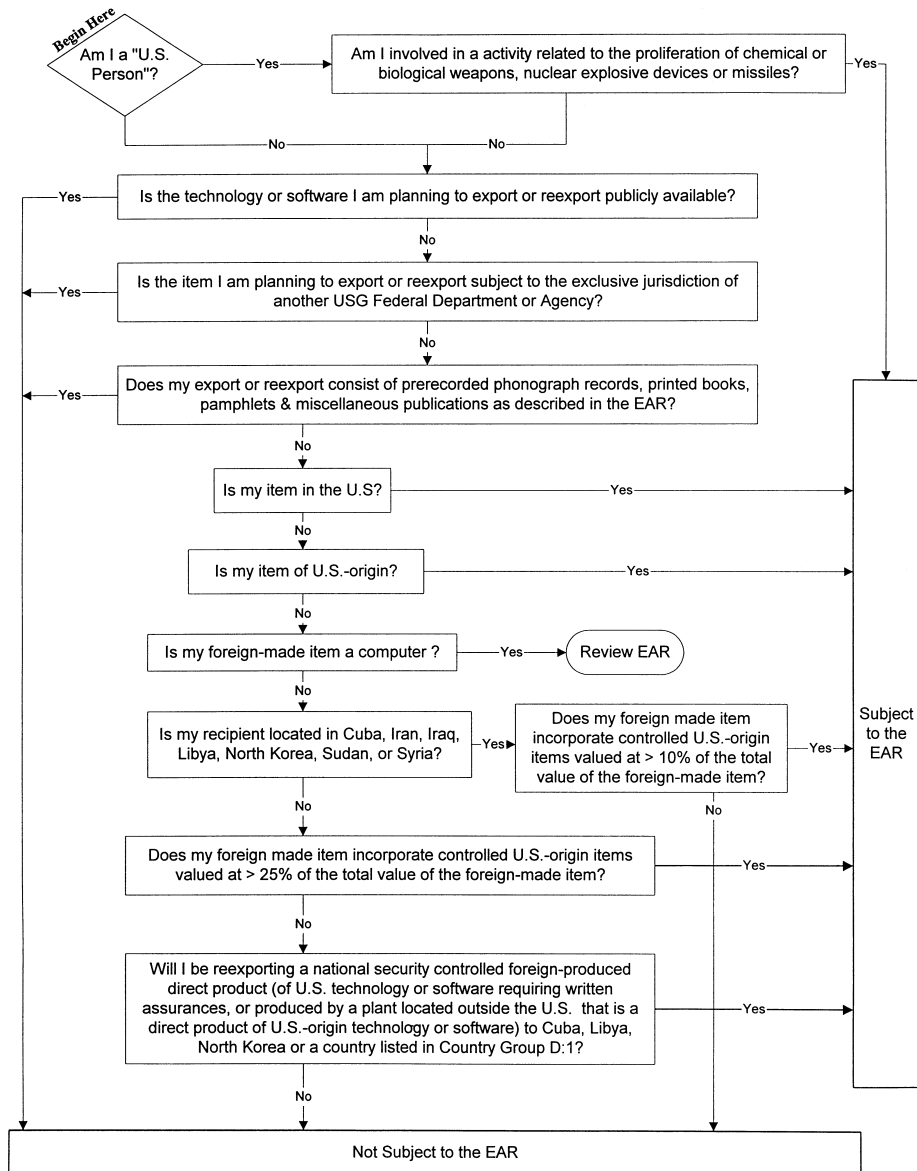 Begin Here
Am I a "U.S.
Person"?
Yes
Am I involved in a activity related to the proliferation of chemical or
biological weapons, nuclear explosive devices or missiles?
Yes
No
No
Yes
Is the technology or software I am planning to export or reexport publicly available?
No
Yes
Is the item I am planning to export or reexport subject to the exclusive jurisdiction of
another USG Federal Department or Agency?
No
Yes
Does my export or reexport consist of prerecorded phonograph records, printed books,
pamphlets & miscellaneous publications as described in the EAR?
No
Is my item in the U.S?
Yes
No
Is my item of U.S.-origin?
Yes
No
Is my foreign-made item a computer ?
Yes
Review EAR
No
Is my recipient located in Cuba, Iran, Iraq,
Libya, North Korea, Sudan, or Syria?
Yes
Does my foreign made item
incorporate controlled U.S.-origin
items valued at > 10% of the total
value of the foreign-made item?
Yes
Subject
to the
EAR
No
No
Does my foreign made item incorporate controlled U.S.-origin items
valued at > 25% of the total value of the foreign-made item?
Yes
No
Will I be reexporting a national security controlled foreign-produced
direct product (of U.S. technology or software requiring written
assurances, or produced by a plant located outside the U.S. that is a
direct product of U.S.-origin technology or software) to Cuba, Libya,
North Korea or a country listed in Country Group D:1?
Yes
No
Not Subject to the EAR